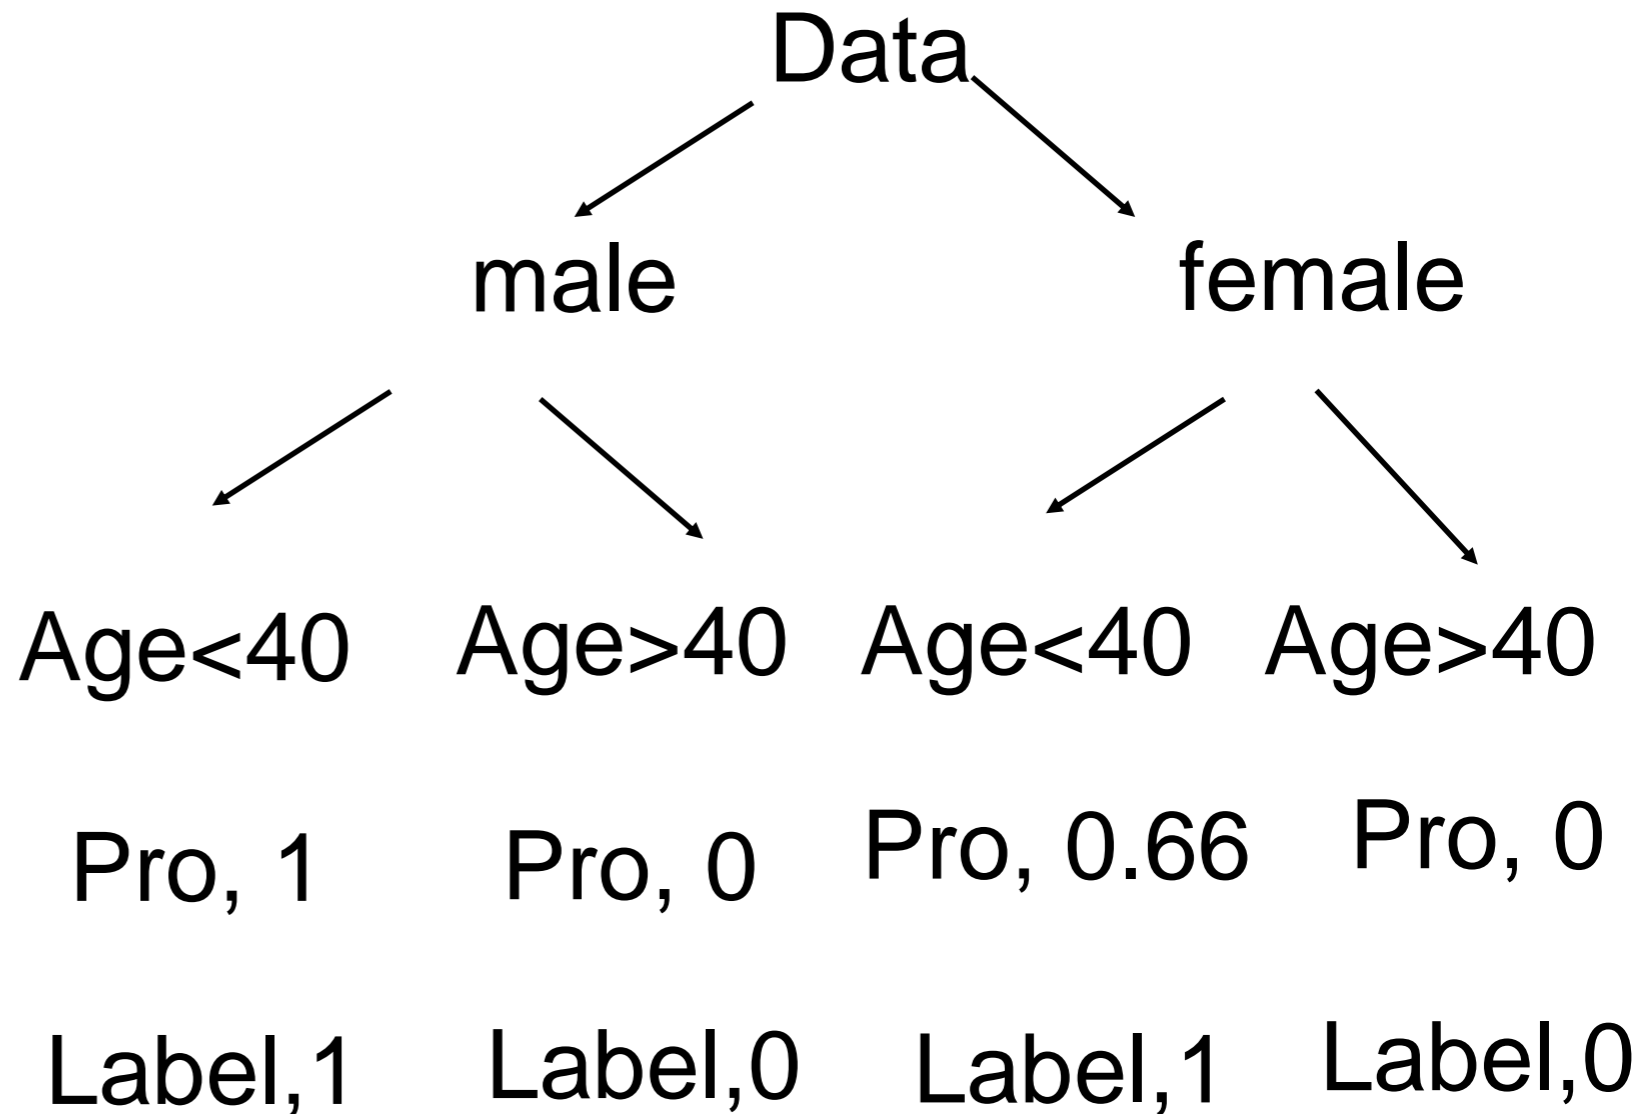 Data
male female
Age<40 Age>40 Age<40 Age>40
Pro, 1 Pro, 0 Pro, 0.66 Pro, 0
Label,1 Label,0 Label,1 Label,0